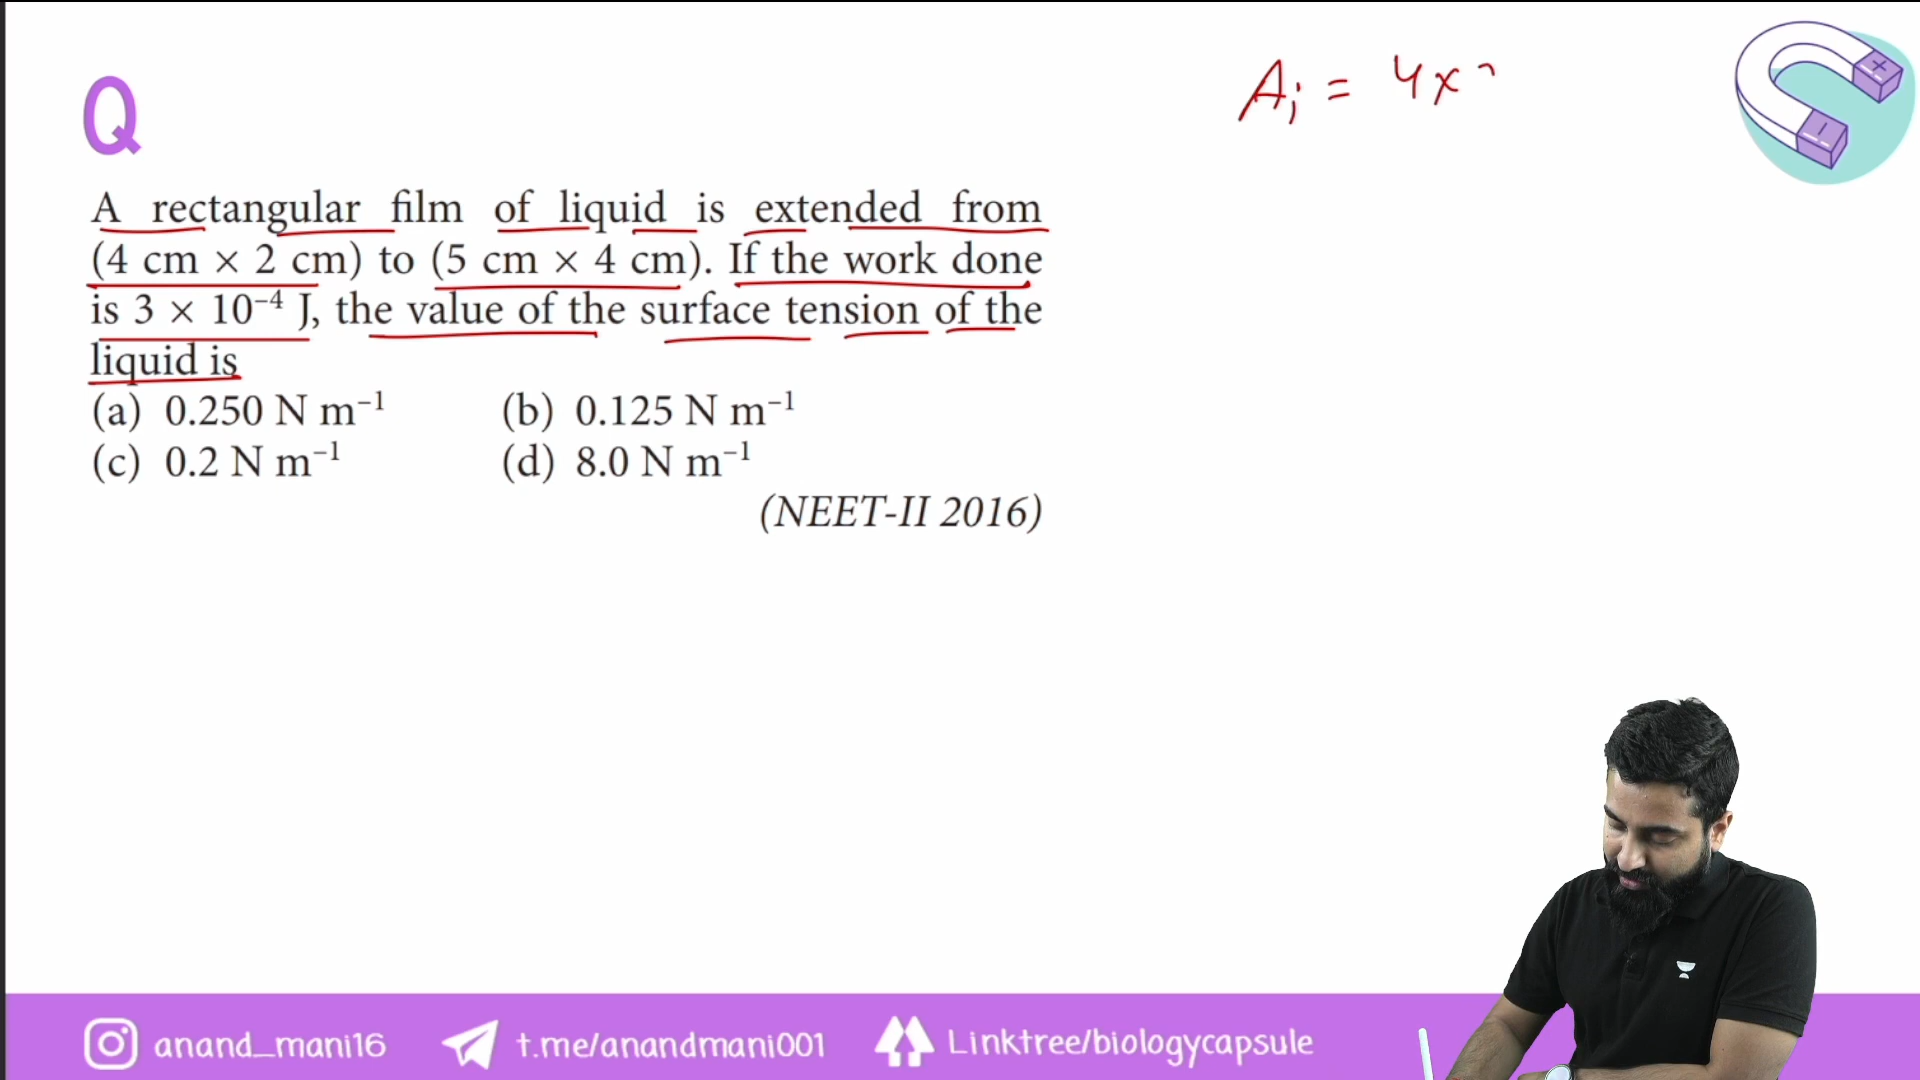 Q
A_i = 4 ×
A rectangular film of liquid is extended from
(4 cm × 2 cm) to (5 cm × 4 cm). If the work done
is 3 × 10⁻⁴ J, the value of the surface tension of the
liquid is
(a) 0.250 N m⁻¹ (b) 0.125 N m⁻¹
(c) 0.2 N m⁻¹ (d) 8.0 N m⁻¹
(NEET-II 2016)
anand_mani16 t.me/anandmani001 Linktree/biologycapsule